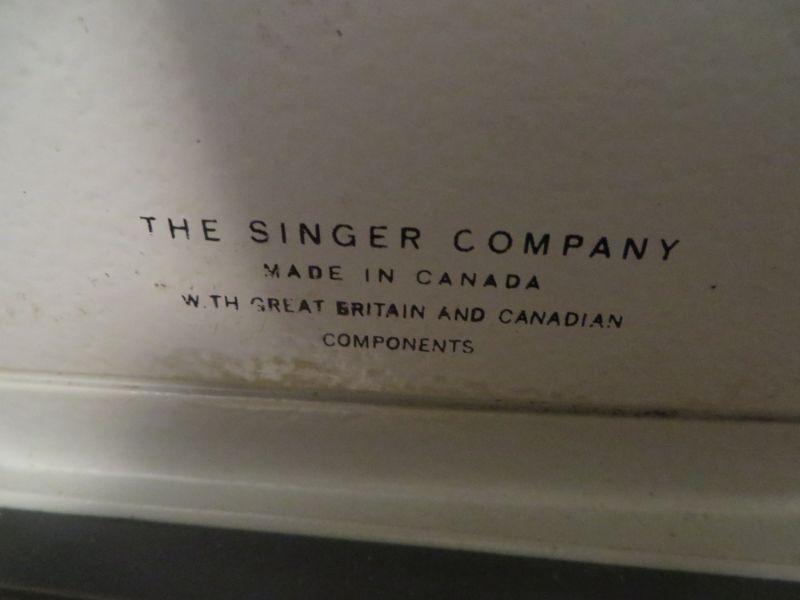 THE SINGER COMPANY
MADE IN CANADA
WITH GREAT BRITAIN AND CANADIAN
COMPONENTS